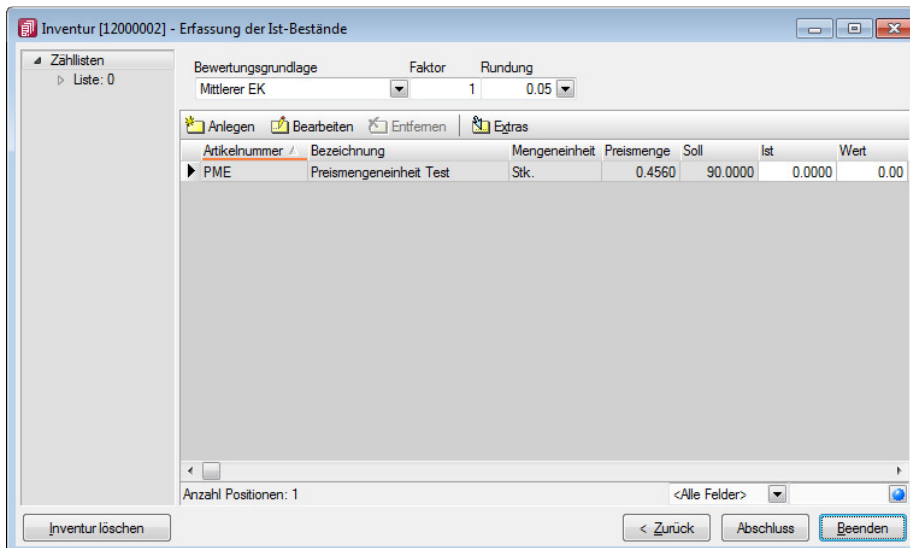 Inventur [12000002] - Erfassung der Ist-Bestände
Zähllisten
Liste: 0
Bewertungsgrundlage Faktor Rundung
Mittlerer EK 1 0.05
Anlegen Bearbeiten Entfernen Extras
Artikelnummer Bezeichnung Mengeneinheit Preismenge Soll Ist Wert
PME Preismengeneinheit Test Stk. 0.4560 90.0000 0.0000 0.00
Anzahl Positionen: 1 <Alle Felder>
Inventur löschen < Zurück Abschluss Beenden